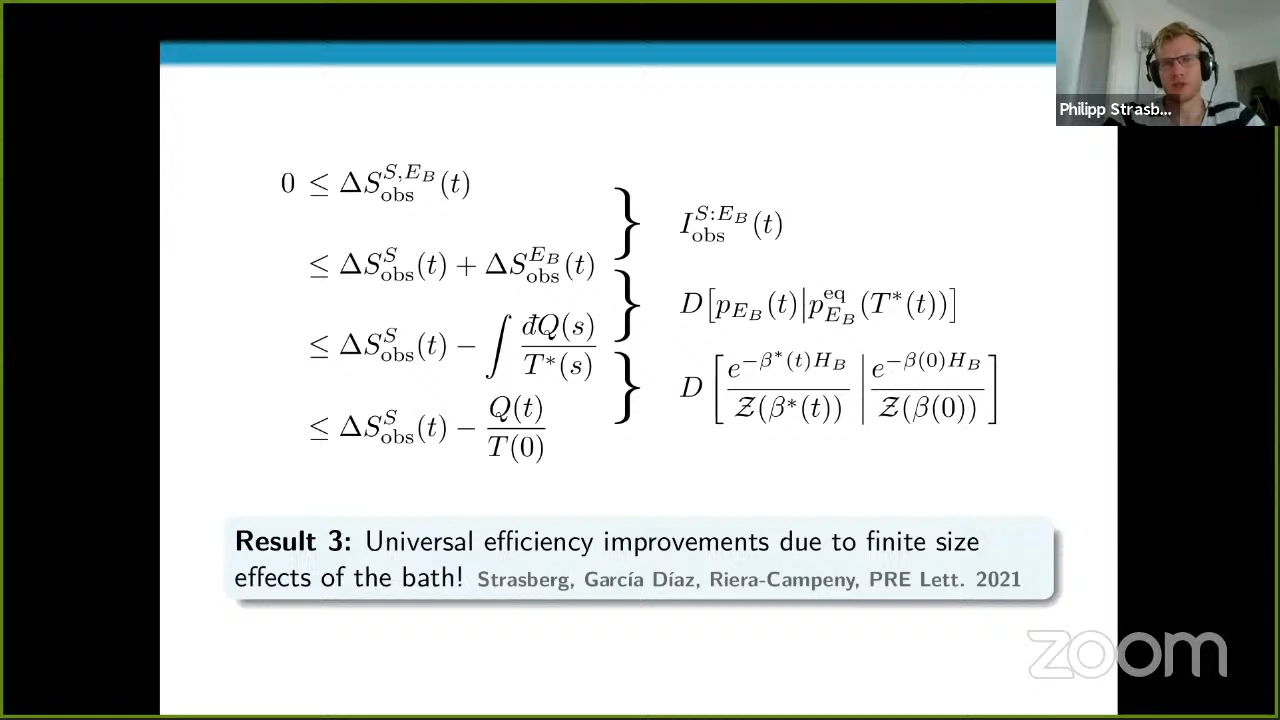 Philipp Strasb...
0 ≤ ΔS_obs^{S,E_B}(t)
I_obs^{S:E_B}(t)
≤ ΔS_obs^S(t) + ΔS_obs^{E_B}(t)
D[p_{E_B}(t)|p_{E_B}^{eq}(T*(t))]
≤ ΔS_obs^S(t) − ∫ đQ(s)/T*(s)
D[e^{−β*(t)H_B}/Z(β*(t)) | e^{−β(0)H_B}/Z(β(0))]
≤ ΔS_obs^S(t) − Q(t)/T(0)
Result 3: Universal efficiency improvements due to finite size
effects of the bath! Strasberg, García Díaz, Riera-Campeny, PRE Lett. 2021
zoom